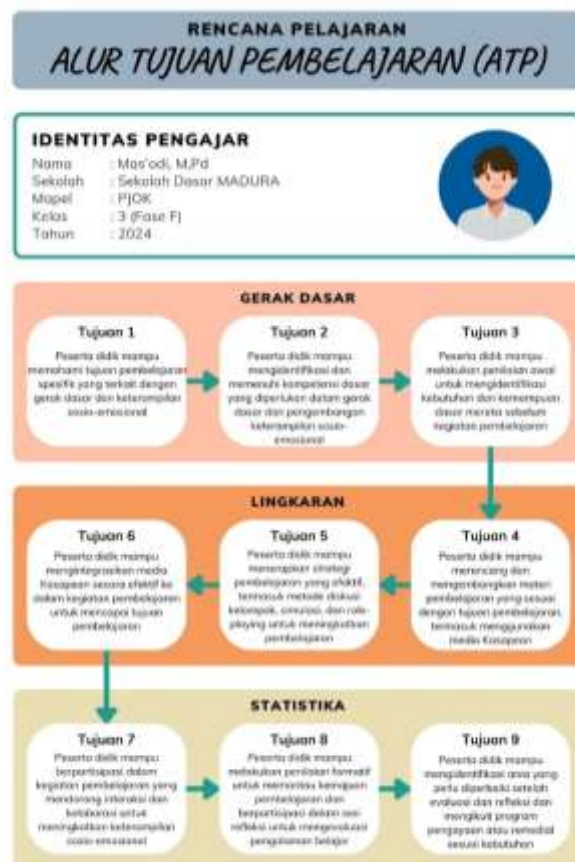 RENCANA PELAJARAN
ALUR TUJUAN PEMBELAJARAN (ATP)
IDENTITAS PENGAJAR
Nama : Mas'odi, M.Pd
Sekolah : Sekolah Dasar MADURA
Mapel : PJOK
Kelas : 3 (Fase F)
Tahun : 2024
GERAK DASAR
Tujuan 1
Peserta didik mampu
memahami tujuan pembelajaran
spesifik yang terkait dengan
gerak dasar dan keterampilan
sosio-emosional
Tujuan 2
Peserta didik mampu
mengidentifikasi dan
memenuhi kompetensi dasar
yang diperlukan dalam gerak
dasar dan pengembangan
keterampilan sosio-
emosional
Tujuan 3
Peserta didik mampu
melakukan penilaian awal
untuk mengidentifikasi
kebutuhan dan kemampuan
dasar mereka sebelum
kegiatan pembelajaran
LINGKARAN
Tujuan 6
Peserta didik mampu
mengintegrasikan media
Kosapean secara efektif ke
dalam kegiatan pembelajaran
untuk mencapai tujuan
pembelajaran
Tujuan 5
Peserta didik mampu
menerapkan strategi
pembelajaran yang efektif,
termasuk metode diskusi
kelompok, simulasi, dan role-
playing untuk meningkatkan
pembelajaran
Tujuan 4
Peserta didik mampu
merancang dan
mengembangkan materi
pembelajaran yang sesuai
dengan tujuan pembelajaran,
termasuk menggunakan
media Kosapean
STATISTIKA
Tujuan 7
Peserta didik mampu
berpartisipasi dalam
kegiatan pembelajaran yang
mendorong interaksi dan
kolaborasi untuk
meningkatkan keterampilan
sosio-emosional
Tujuan 8
Peserta didik mampu
melakukan penilaian formatif
untuk memantau kemajuan
pembelajaran dan
berpartisipasi dalam sesi
refleksi untuk mengevaluasi
pengalaman belajar
Tujuan 9
Peserta didik mampu
mengidentifikasi area yang
perlu diperbaiki setelah
evaluasi dan refleksi dan
mengikuti program
pengayaan atau remedial
sesuai kebutuhan